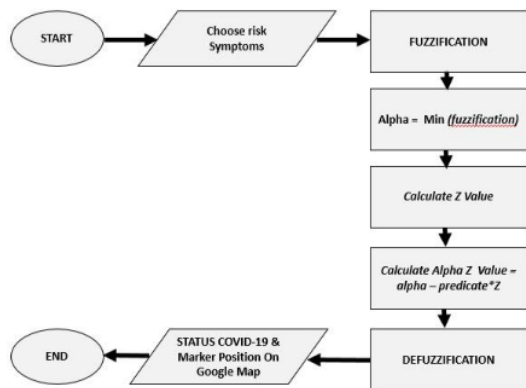 START
Choose risk
Symptoms
FUZZIFICATION
Alpha = Min (fuzzification)
Calculate Z Value
Calculate Alpha Z Value =
alpha – predicate*Z
DEFUZZIFICATION
STATUS COVID-19 &
Marker Position On
Google Map
END